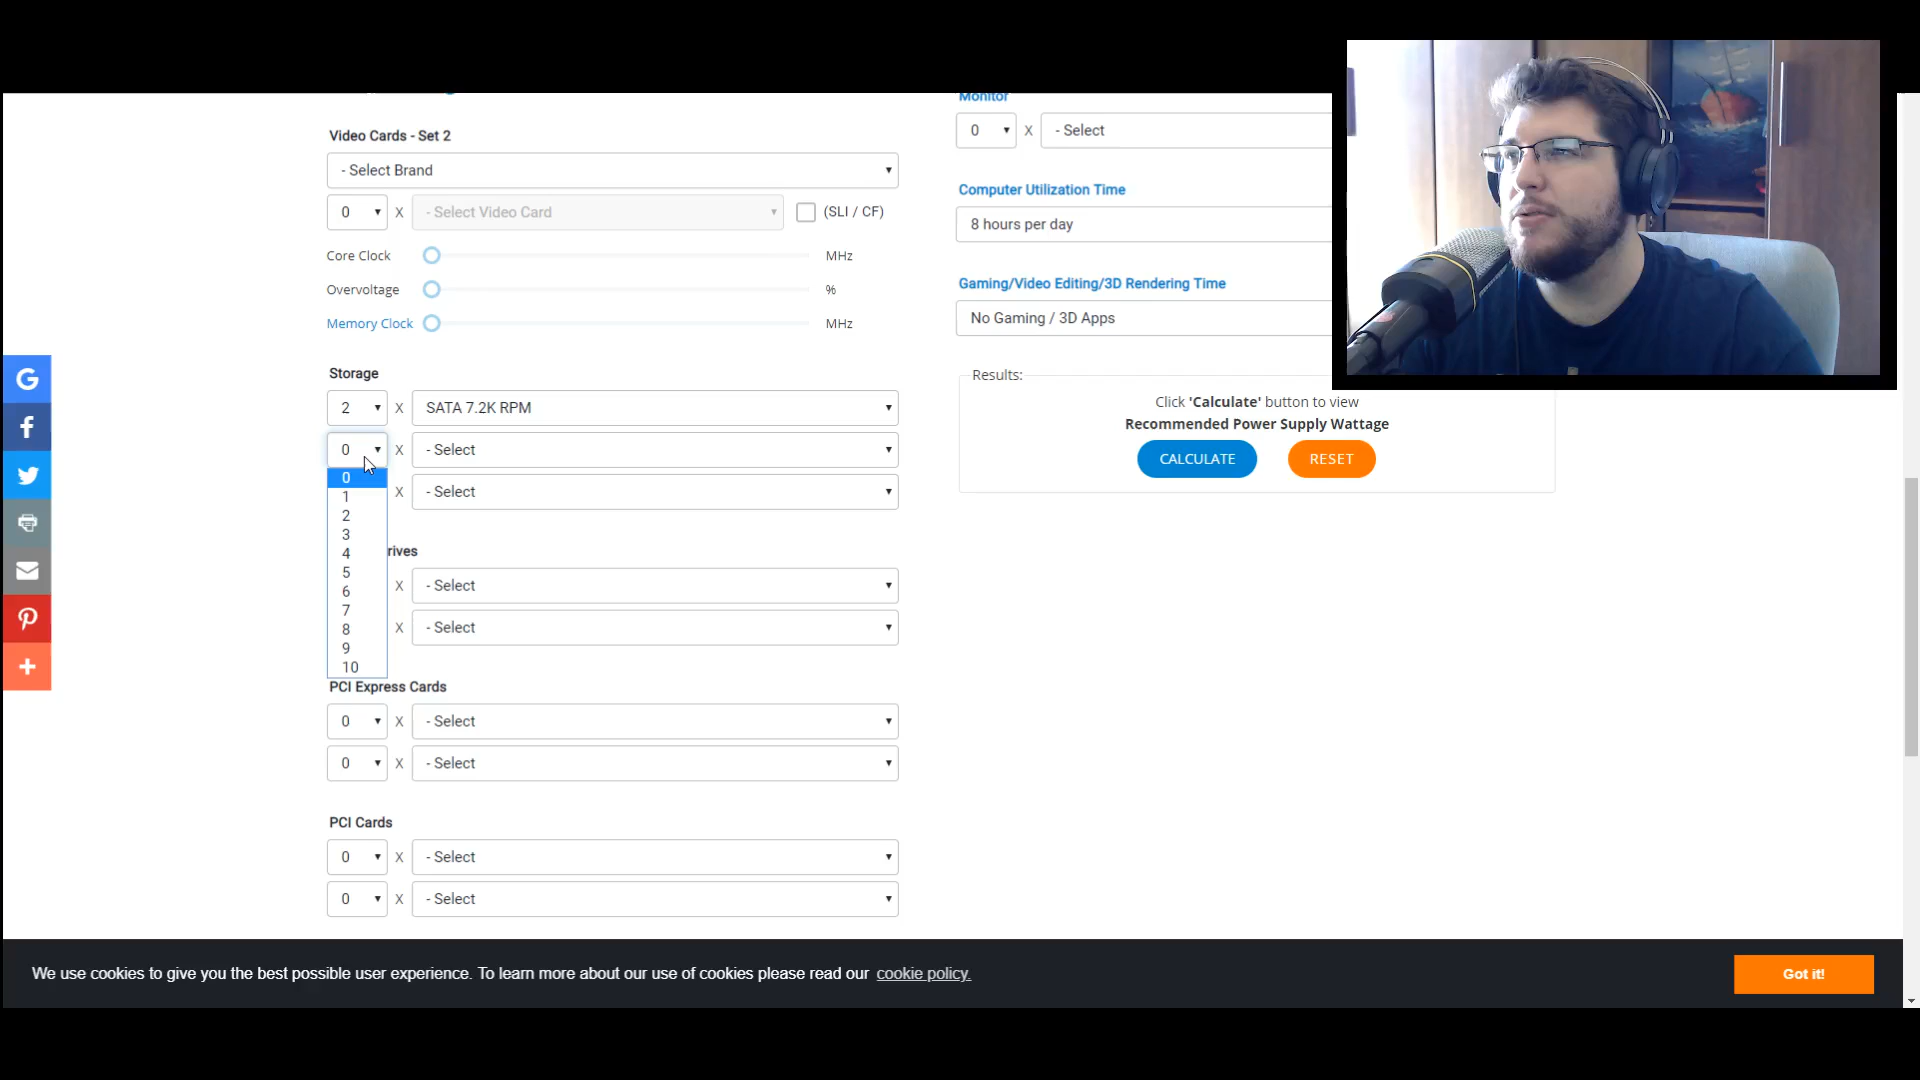 Monitor
0 X - Select
Video Cards - Set 2
- Select Brand
0 X - Select Video Card (SLI / CF)
Core Clock MHz
Overvoltage %
Memory Clock MHz
Computer Utilization Time
8 hours per day
Gaming/Video Editing/3D Rendering Time
No Gaming / 3D Apps
Results:
Click 'Calculate' button to view
Recommended Power Supply Wattage
CALCULATE RESET
Storage
2 X SATA 7.2K RPM
0 X - Select
X - Select
0
1
2
3
4
5
6
7
8
9
10
rives
X - Select
X - Select
PCI Express Cards
0 X - Select
0 X - Select
PCI Cards
0 X - Select
0 X - Select
We use cookies to give you the best possible user experience. To learn more about our use of cookies please read our cookie policy.
Got it!